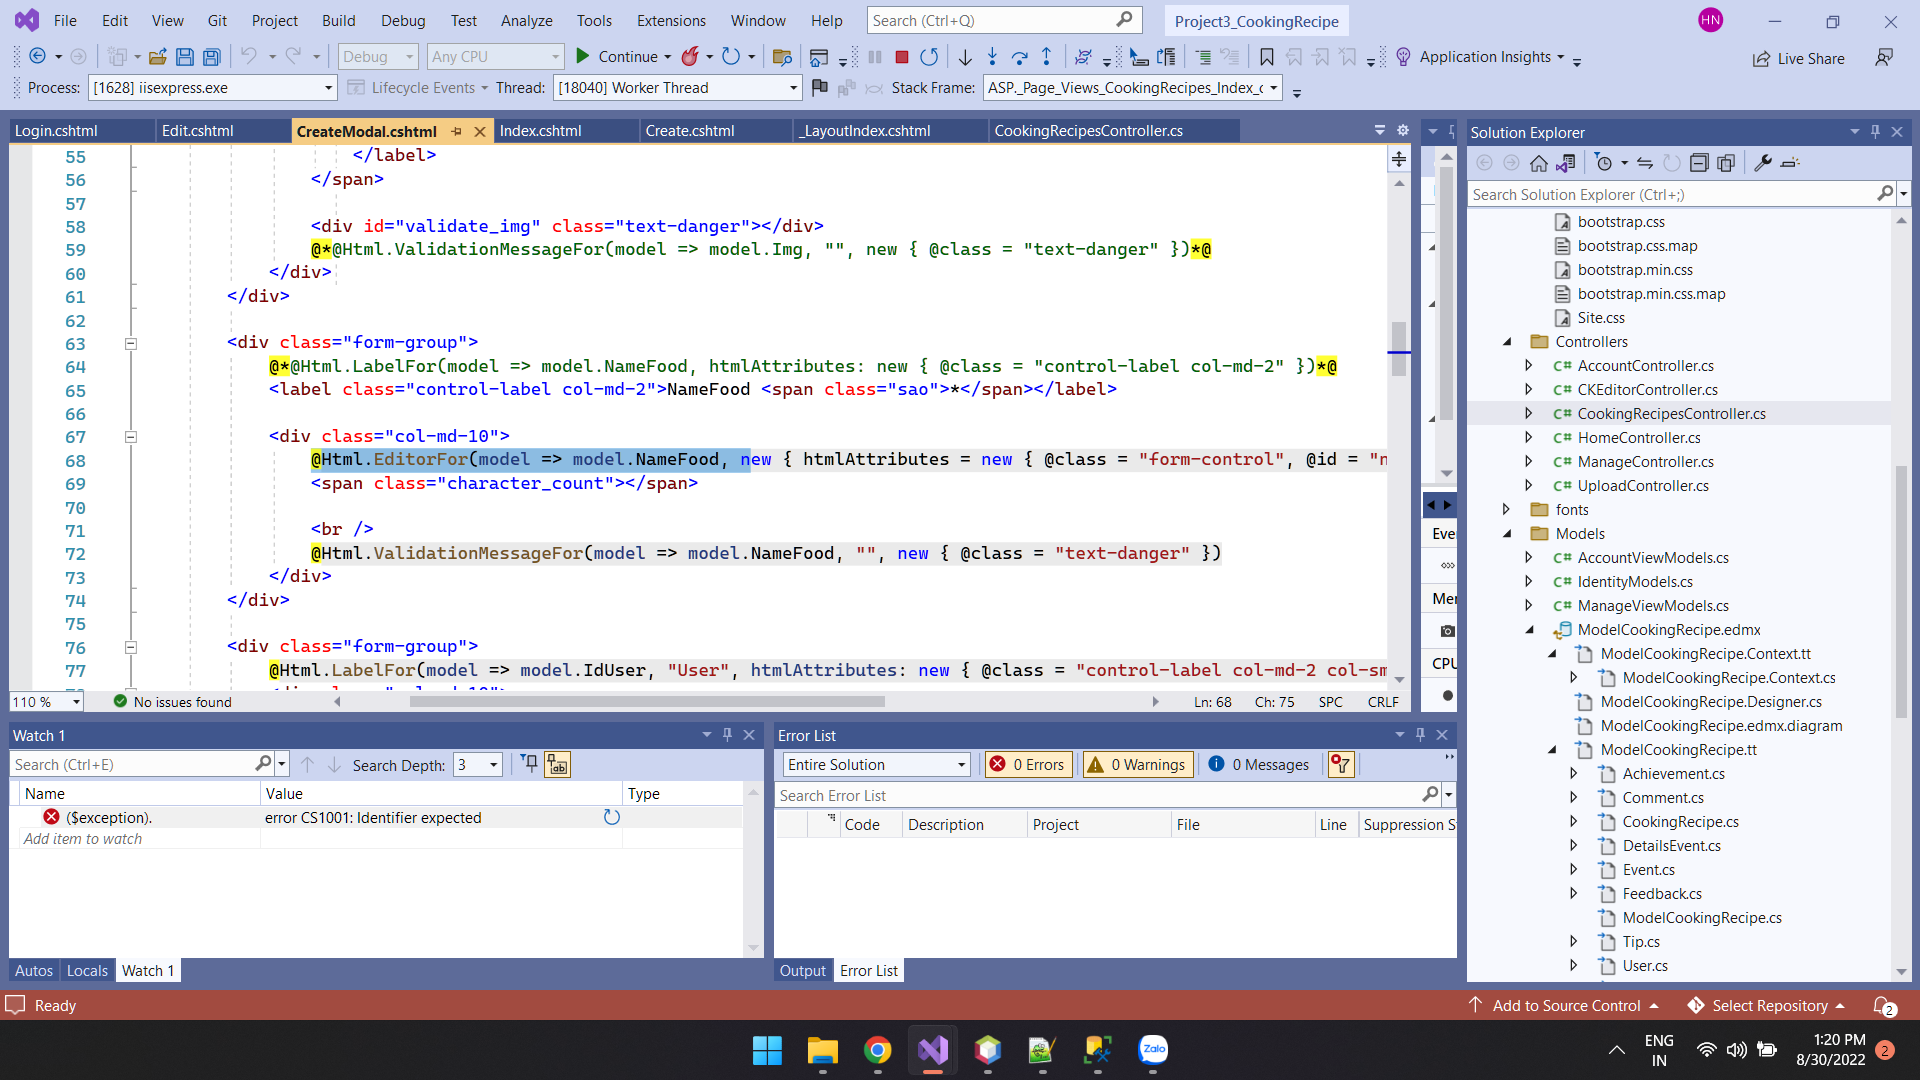 File Edit View Git Project Build Debug Test Analyze Tools Extensions Window Help Search (Ctrl+Q) Project3_CookingRecipe HN
Debug Any CPU Continue Application Insights Live Share
Process: [1628] iisexpress.exe Lifecycle Events Thread: [18040] Worker Thread Stack Frame: ASP._Page_Views_CookingRecipes_Index_c
Login.cshtml Edit.cshtml CreateModal.cshtml Index.cshtml Create.cshtml _LayoutIndex.cshtml CookingRecipesController.cs
55 </label>
56 </span>
57
58 <div id="validate_img" class="text-danger"></div>
59 @*@Html.ValidationMessageFor(model => model.Img, "", new { @class = "text-danger" })*@
60 </div>
61 </div>
62
63 <div class="form-group">
64 @*@Html.LabelFor(model => model.NameFood, htmlAttributes: new { @class = "control-label col-md-2" })*@
65 <label class="control-label col-md-2">NameFood <span class="sao">*</span></label>
66
67 <div class="col-md-10">
68 @Html.EditorFor(model => model.NameFood, new { htmlAttributes = new { @class = "form-control", @id = "n
69 <span class="character_count"></span>
70
71 <br />
72 @Html.ValidationMessageFor(model => model.NameFood, "", new { @class = "text-danger" })
73 </div>
74 </div>
75
76 <div class="form-group">
77 @Html.LabelFor(model => model.IdUser, "User", htmlAttributes: new { @class = "control-label col-md-2 col-sm
110 % No issues found Ln: 68 Ch: 75 SPC CRLF
Eve
Mem
CPU
Solution Explorer
Search Solution Explorer (Ctrl+;)
bootstrap.css
bootstrap.css.map
bootstrap.min.css
bootstrap.min.css.map
Site.css
Controllers
C# AccountController.cs
C# CKEditorController.cs
C# CookingRecipesController.cs
C# HomeController.cs
C# ManageController.cs
C# UploadController.cs
fonts
Models
C# AccountViewModels.cs
C# IdentityModels.cs
C# ManageViewModels.cs
ModelCookingRecipe.edmx
ModelCookingRecipe.Context.tt
ModelCookingRecipe.Context.cs
ModelCookingRecipe.Designer.cs
ModelCookingRecipe.edmx.diagram
ModelCookingRecipe.tt
Achievement.cs
Comment.cs
CookingRecipe.cs
DetailsEvent.cs
Event.cs
Feedback.cs
ModelCookingRecipe.cs
Tip.cs
User.cs
Watch 1
Search (Ctrl+E) Search Depth: 3
Name Value Type
($exception). error CS1001: Identifier expected
Add item to watch
Autos Locals Watch 1
Error List
Entire Solution 0 Errors 0 Warnings 0 Messages
Search Error List
Code Description Project File Line Suppression S
Output Error List
Ready Add to Source Control Select Repository 2
Zalo
ENG
IN
1:20 PM
8/30/2022
2